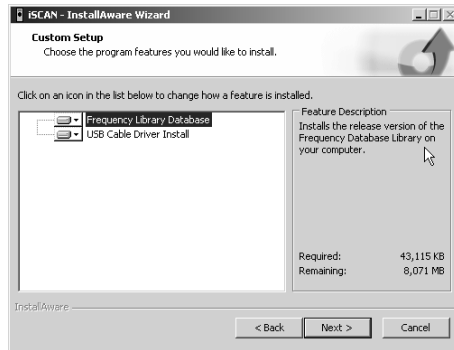 iSCAN - InstallAware Wizard
Custom Setup
Choose the program features you would like to install.
Click on an icon in the list below to change how a feature is installed.
Frequency Library Database
USB Cable Driver Install
Feature Description
Installs the release version of the
Frequency Database Library on
your computer.
Required: 43,115 KB
Remaining: 8,071 MB
InstallAware
< Back Next > Cancel